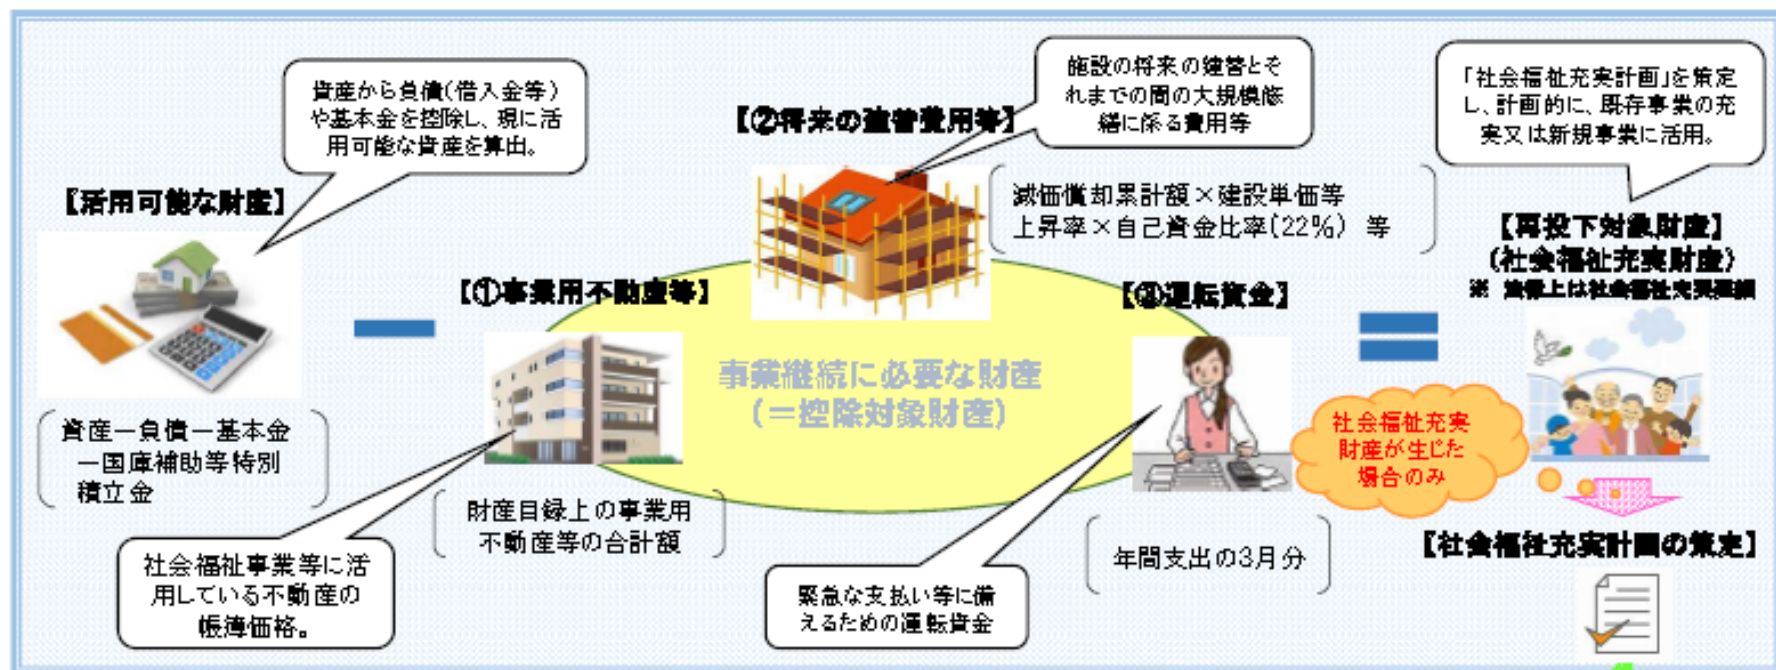 資産から負債(借入金等)
や基本金を控除し、現に活
用可能な資産を算出。
【活用可能な財産】
資産－負債－基本金
－国庫補助等特別
積立金
【①事業用不動産等】
社会福祉事業等に活
用している不動産の
帳簿価格。
財産目録上の事業用
不動産等の合計額
【②将来の建替費用等】
施設の将来の建替とそ
れまでの間の大規模修
繕に係る費用等
減価償却累計額×建設単価等
上昇率×自己資金比率(22%) 等
事業継続に必要な財産
(＝控除対象財産)
【③運転資金】
緊急な支払い等に備
えるための運転資金
年間支出の3月分
「社会福祉充実計画」を策定
し、計画的に、既存事業の充
実又は新規事業に活用。
【再投下対象財産】
(社会福祉充実財産)
※ 法律上は社会福祉充実残額
社会福祉充実
財産が生じた
場合のみ
【社会福祉充実計画の策定】